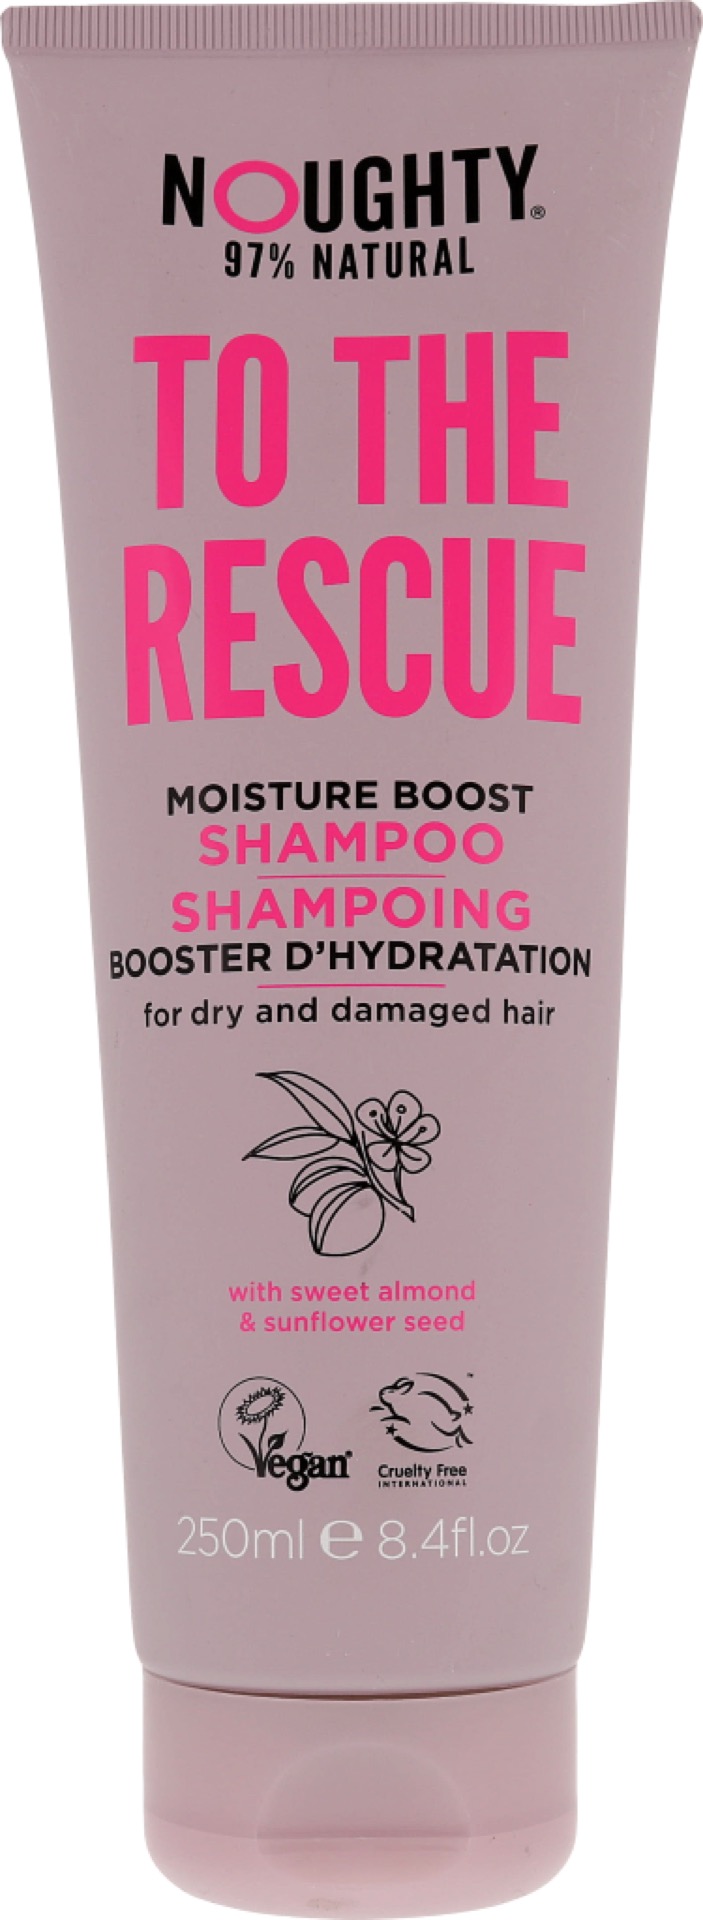 NOUGHTY®
97% NATURAL
TO THE
RESCUE
MOISTURE BOOST
SHAMPOO
SHAMPOING
BOOSTER D'HYDRATATION
for dry and damaged hair
with sweet almond
& sunflower seed
Vegan®
Cruelty Free™
INTERNATIONAL
250ml ℮ 8.4fl.oz